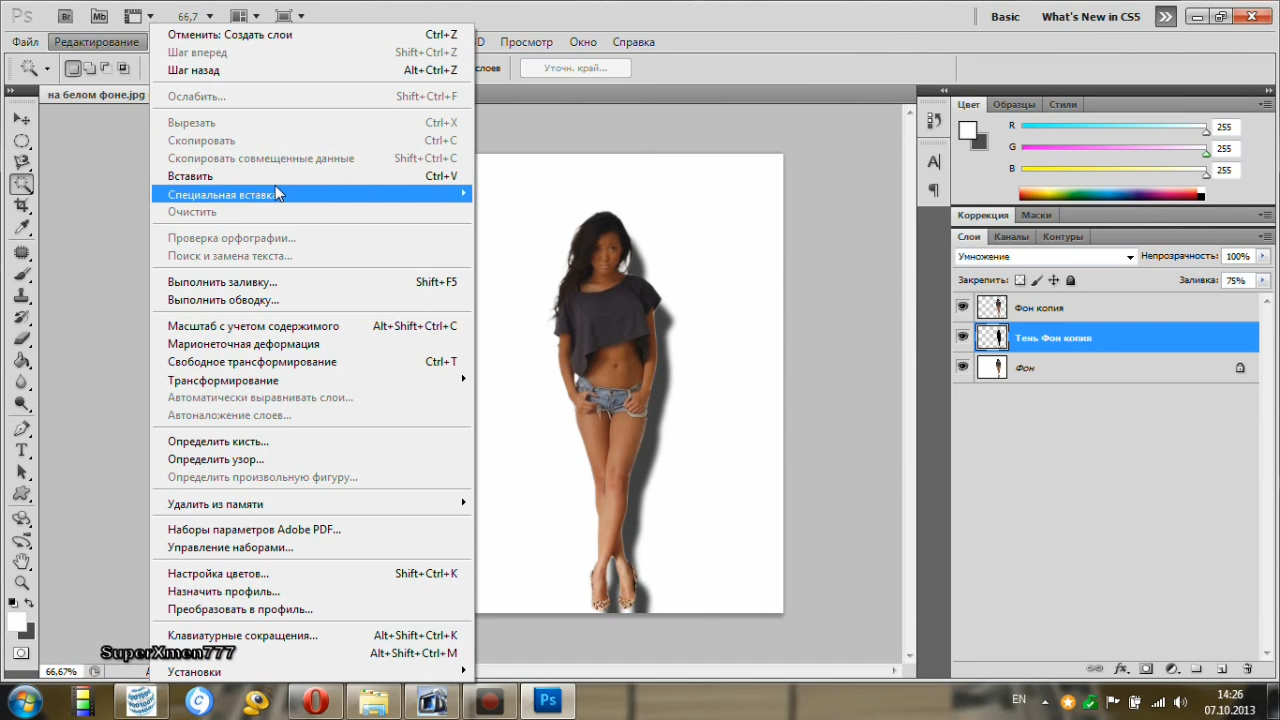 Ps
Br
Mb
66,7
Basic
What's New in CS5
Файл
Редактирование
D
Просмотр
Окно
Справка
слоев
Уточн. край...
на белом фоне.jpg
Отменить: Создать слои Ctrl+Z
Шаг вперед Shift+Ctrl+Z
Шаг назад Alt+Ctrl+Z
Ослабить... Shift+Ctrl+F
Вырезать Ctrl+X
Скопировать Ctrl+C
Скопировать совмещенные данные Shift+Ctrl+C
Вставить Ctrl+V
Специальная вставка
Очистить
Проверка орфографии...
Поиск и замена текста...
Выполнить заливку... Shift+F5
Выполнить обводку...
Масштаб с учетом содержимого Alt+Shift+Ctrl+C
Марионеточная деформация
Свободное трансформирование Ctrl+T
Трансформирование
Автоматически выравнивать слои...
Автоналожение слоев...
Определить кисть...
Определить узор...
Определить произвольную фигуру...
Удалить из памяти
Наборы параметров Adobe PDF...
Управление наборами...
Настройка цветов... Shift+Ctrl+K
Назначить профиль...
Преобразовать в профиль...
Клавиатурные сокращения... Alt+Shift+Ctrl+K
Alt+Shift+Ctrl+M
Установки
SuperXmen777
66,67%
Цвет
Образцы
Стили
R 255
G 255
B 255
Коррекция
Маски
Слои
Каналы
Контуры
Умножение
Непрозрачность: 100%
Закрепить:
Заливка: 75%
Фон копия
Тень Фон копия
Фон
fx
Ps
EN
14:26
07.10.2013